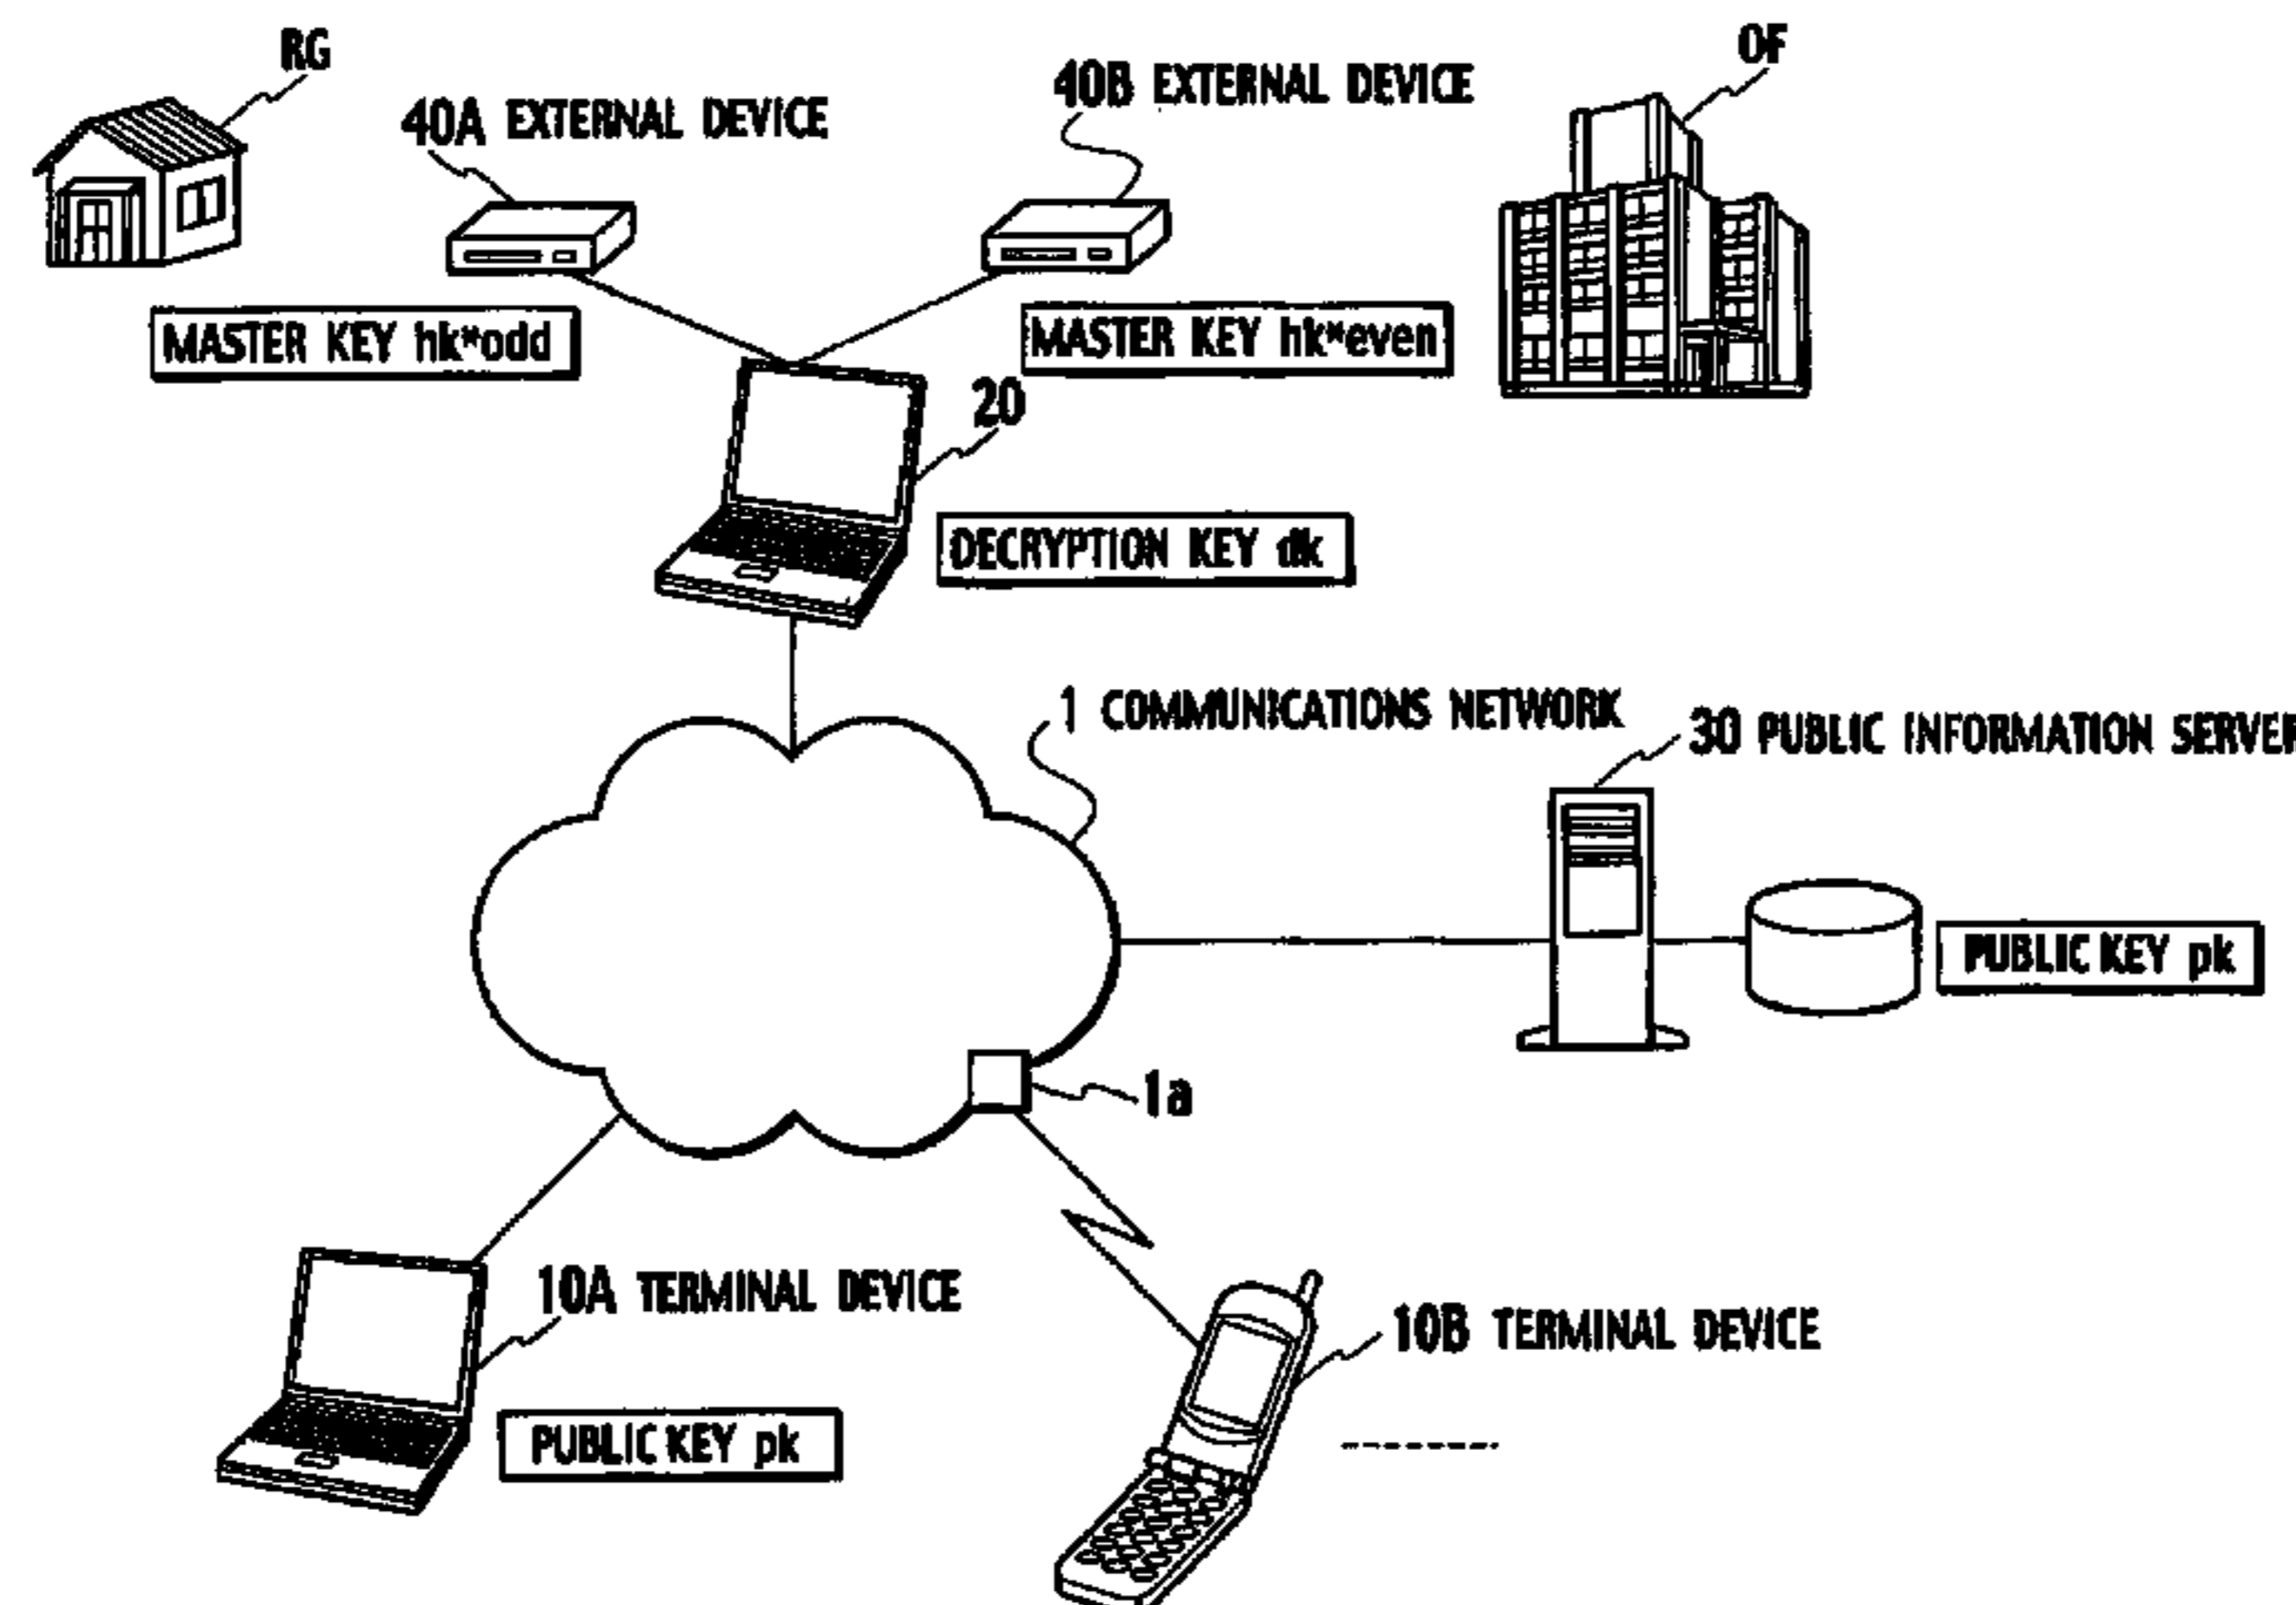 RG
OF
40A EXTERNAL DEVICE
40B EXTERNAL DEVICE
MASTER KEY hk*odd
MASTER KEY hk*even
20
DECRYPTION KEY dk
1 COMMUNICATIONS NETWORK
30 PUBLIC INFORMATION SERVER
PUBLIC KEY pk
1a
10A TERMINAL DEVICE
10B TERMINAL DEVICE
PUBLIC KEY pk